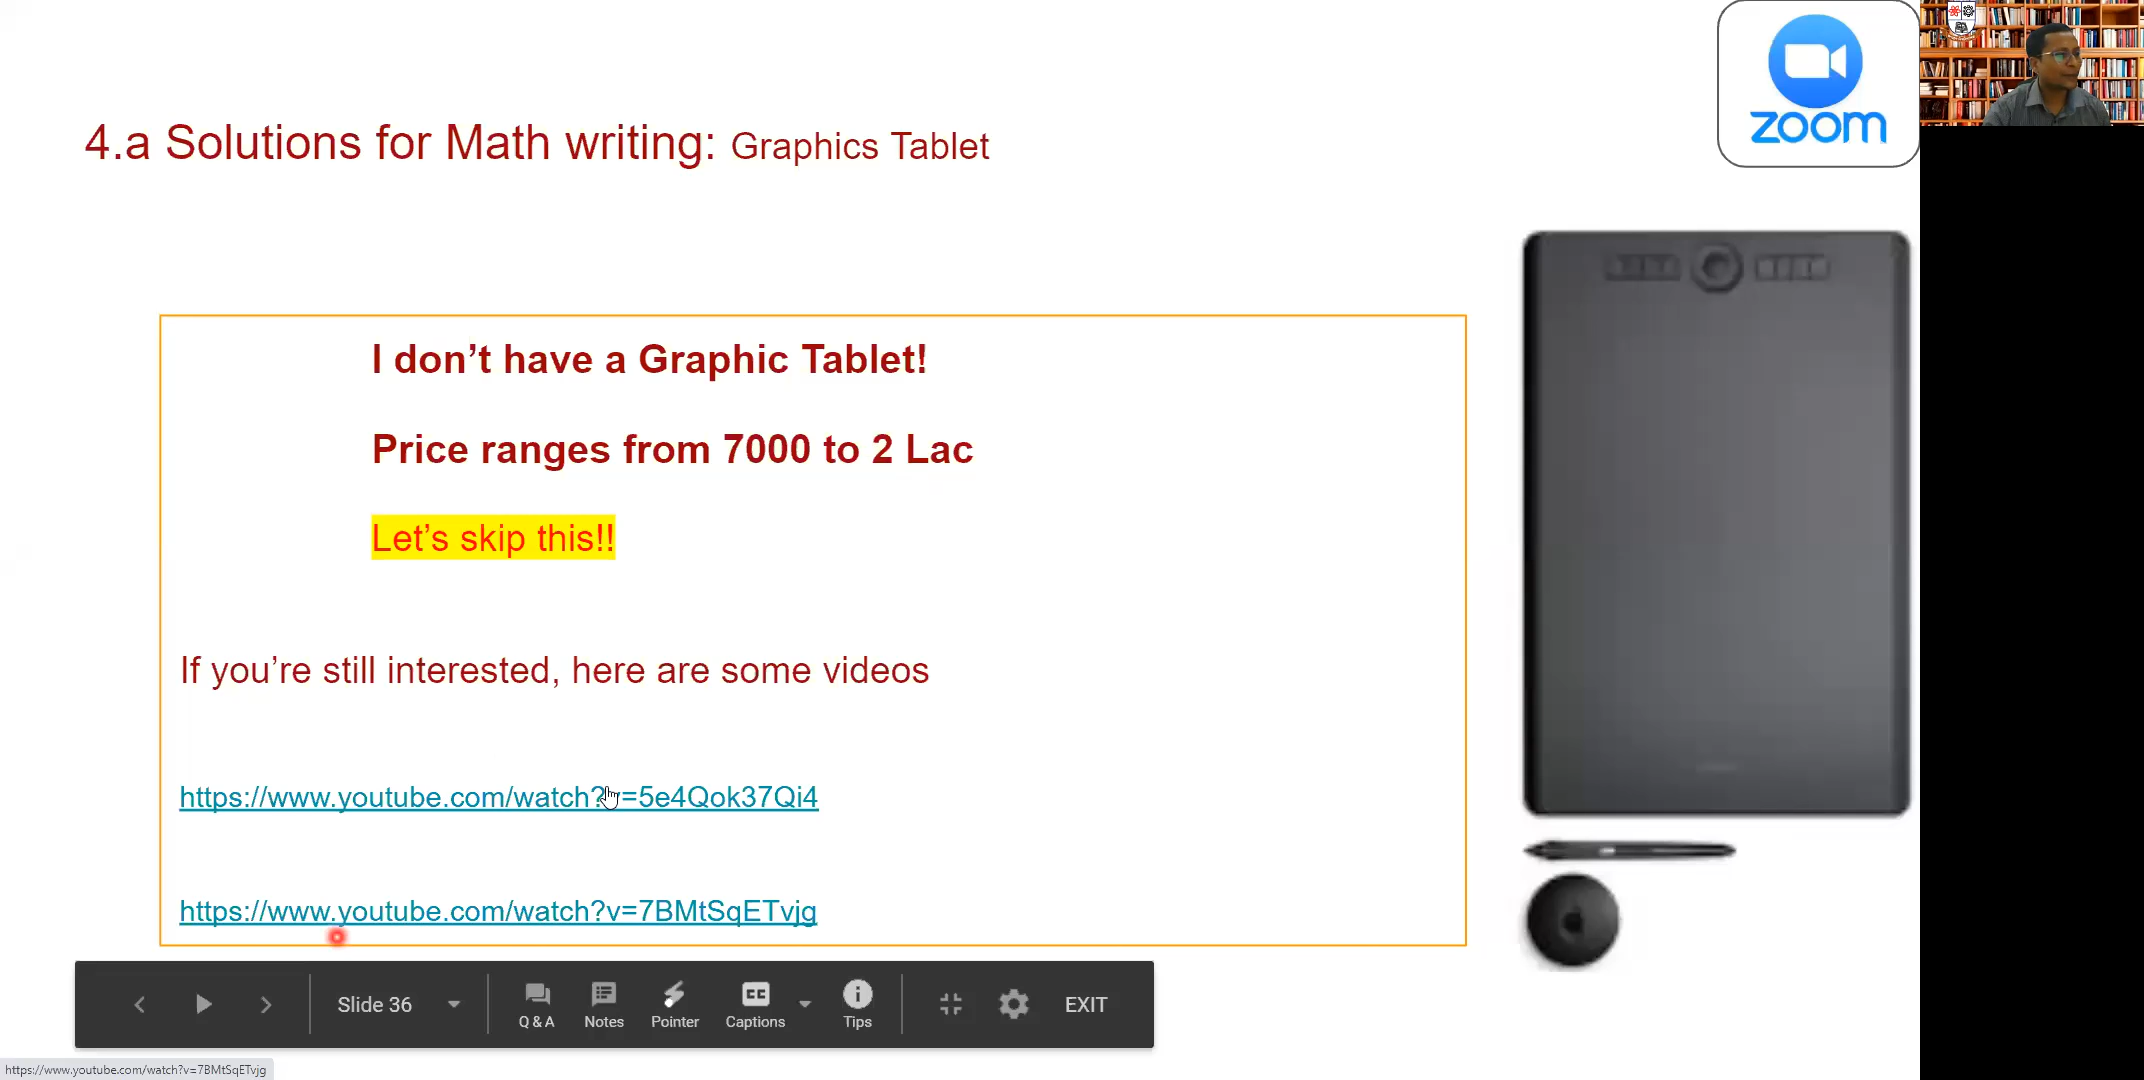 4.a Solutions for Math writing: Graphics Tablet
zoom
I don’t have a Graphic Tablet!
Price ranges from 7000 to 2 Lac
Let’s skip this!!
If you’re still interested, here are some videos
https://www.youtube.com/watch?v=5e4Qok37Qi4
https://www.youtube.com/watch?v=7BMtSqETvjg
Slide 36
Q & A
Notes
Pointer
CC
Captions
Tips
EXIT
https://www.youtube.com/watch?v=7BMtSqETvjg